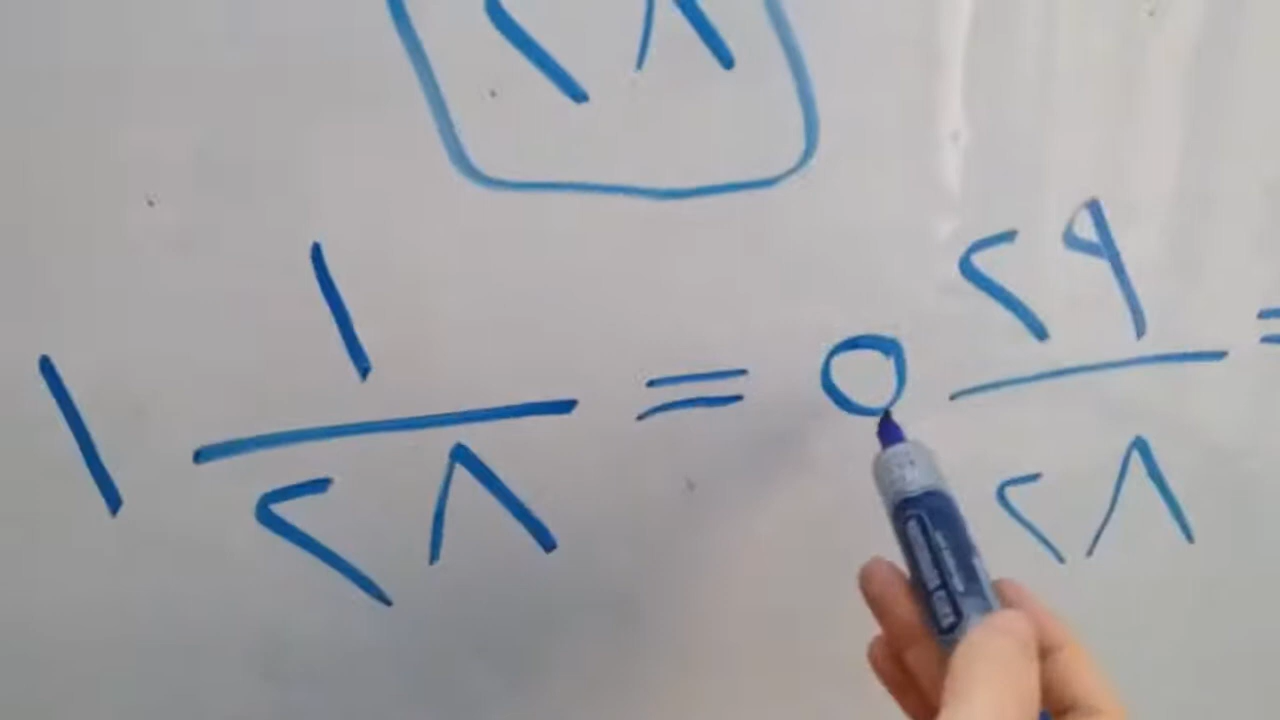 ٢٨
١ ١/٢٨ = ٥ ٢٩/٢٨ =